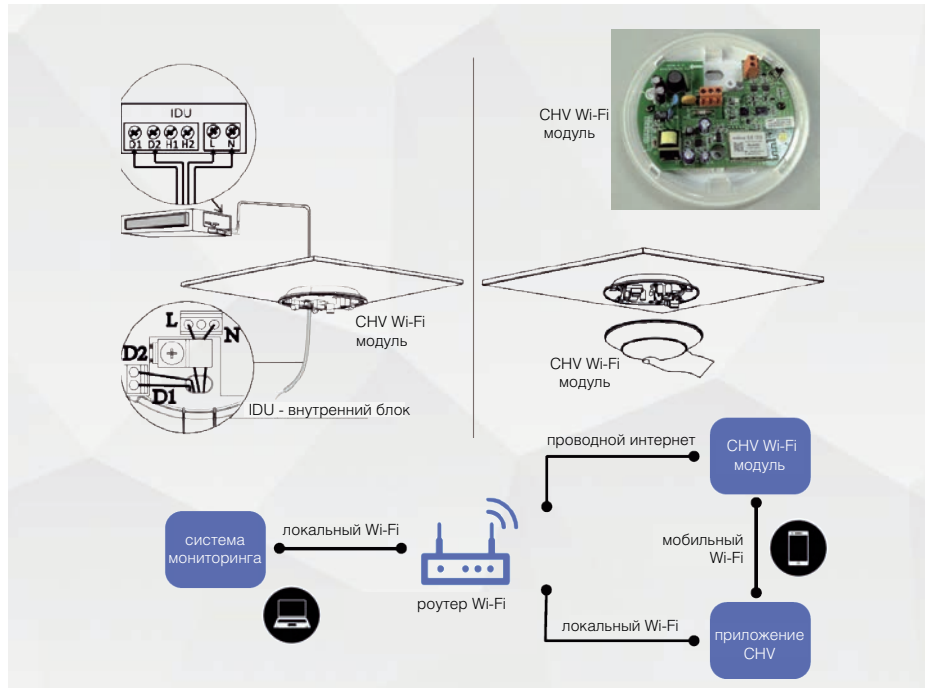 IDU
D1 D2 H1 H2 L N
CHV Wi-Fi
модуль
L
N
D2
D1
IDU - внутренний блок
CHV Wi-Fi
модуль
CHV Wi-Fi
модуль
система
мониторинга
локальный Wi-Fi
роутер Wi-Fi
проводной интернет
CHV Wi-Fi
модуль
мобильный
Wi-Fi
локальный Wi-Fi
приложение
CHV